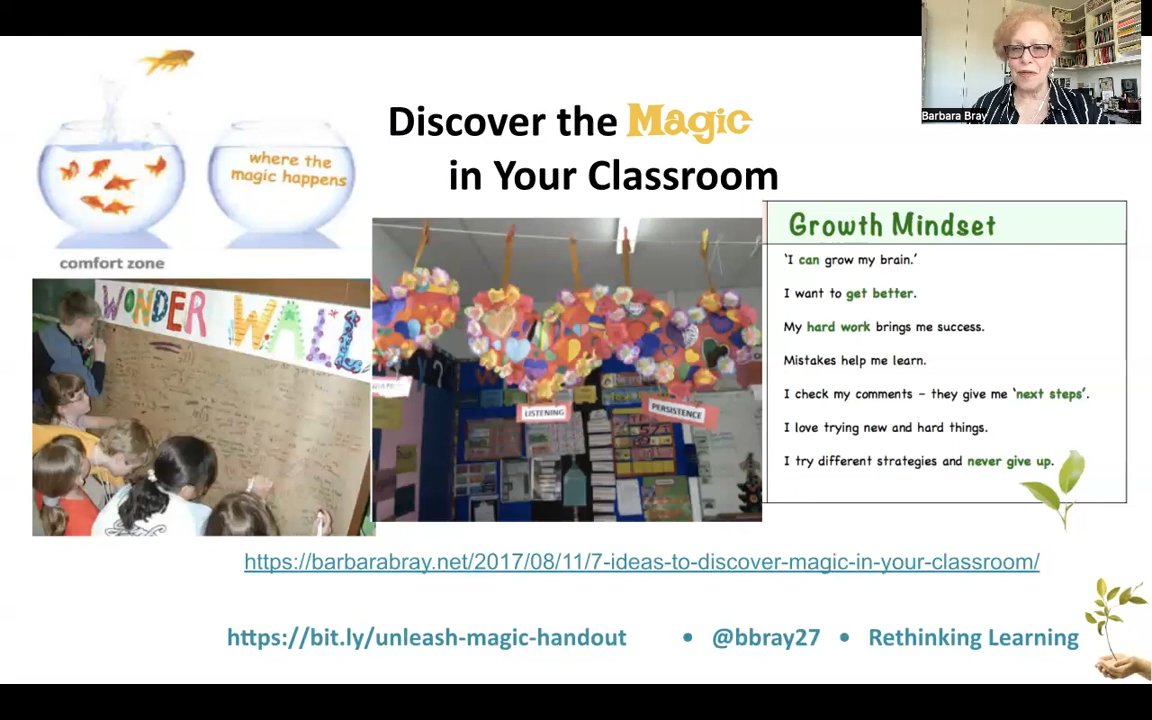 Barbara Bray
Discover the Magic
in Your Classroom
where the
magic happens
comfort zone
WONDER WALL
LISTENING
PERSISTENCE
Growth Mindset
‘I can grow my brain.’
I want to get better.
My hard work brings me success.
Mistakes help me learn.
I check my comments – they give me ‘next steps’.
I love trying new and hard things.
I try different strategies and never give up.
https://barbarabray.net/2017/08/11/7-ideas-to-discover-magic-in-your-classroom/
https://bit.ly/unleash-magic-handout • @bbray27 • Rethinking Learning